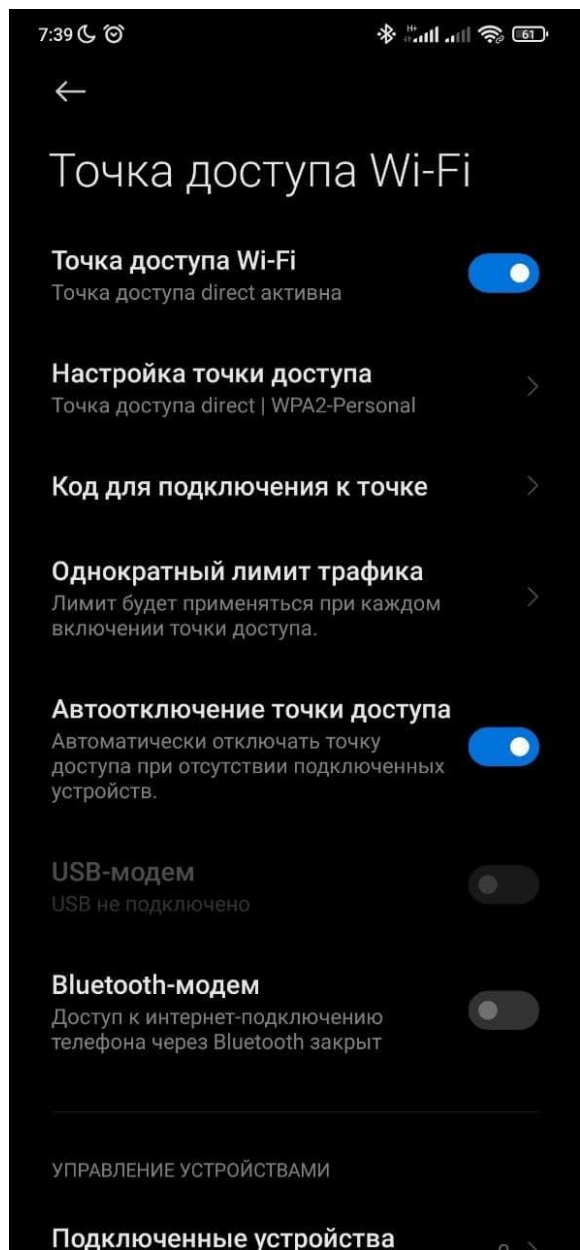 7:39
H+
61
Точка доступа Wi-Fi
Точка доступа Wi-Fi
Точка доступа direct активна
Настройка точки доступа
Точка доступа direct | WPA2-Personal
Код для подключения к точке
Однократный лимит трафика
Лимит будет применяться при каждом
включении точки доступа.
Автоотключение точки доступа
Автоматически отключать точку
доступа при отсутствии подключенных
устройств.
USB-модем
USB не подключено
Bluetooth-модем
Доступ к интернет-подключению
телефона через Bluetooth закрыт
УПРАВЛЕНИЕ УСТРОЙСТВАМИ
Подключенные устройства